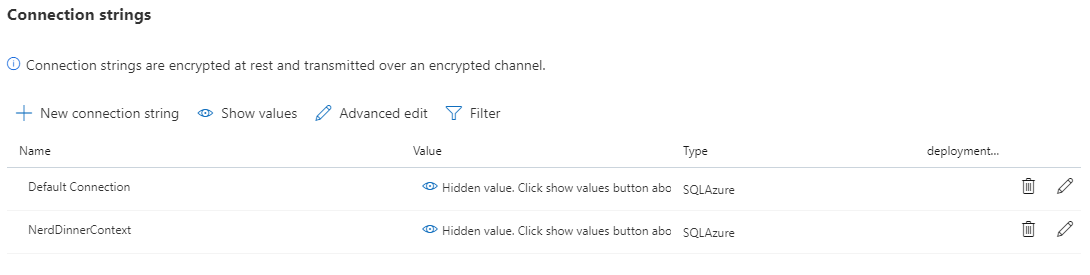 Connection strings
Connection strings are encrypted at rest and transmitted over an encrypted channel.
New connection string Show values Advanced edit Filter
Name Value Type deployment...
Default Connection Hidden value. Click show values button abo SQLAzure
NerdDinnerContext Hidden value. Click show values button abo SQLAzure